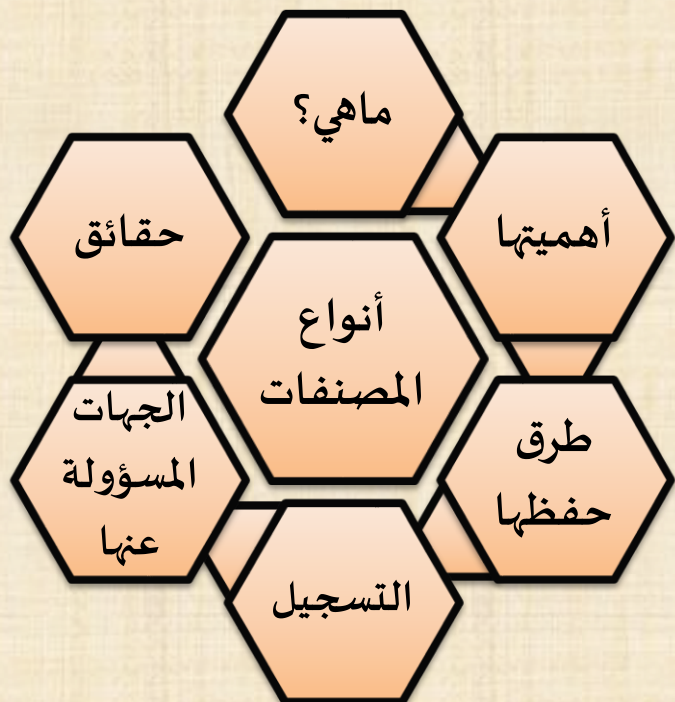 ماهي؟
أهميتها
حقائق
أنواع
المصنفات
طرق
حفظها
الجهات
المسؤولة
عنها
التسجيل